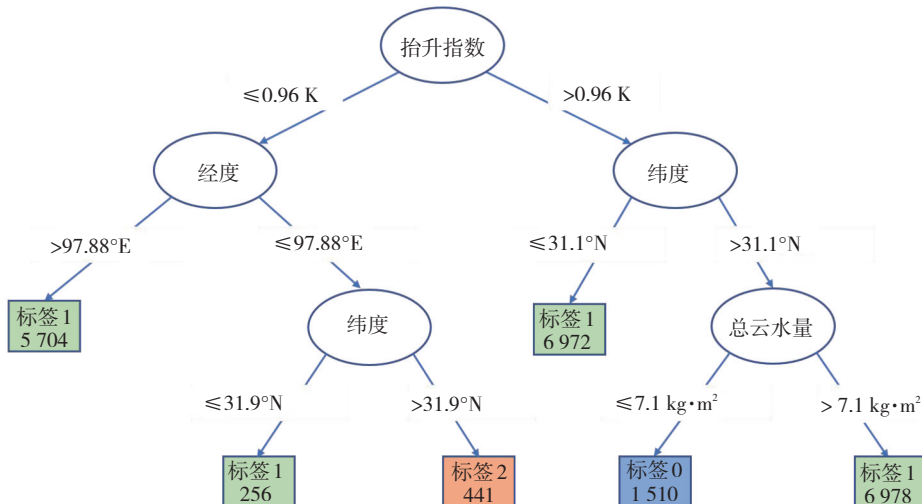 抬升指数
≤0.96 K
>0.96 K
经度
纬度
>97.88°E
≤97.88°E
≤31.1°N
>31.1°N
标签1
5 704
纬度
标签1
6 972
总云水量
≤31.9°N
>31.9°N
≤7.1 kg·m²
> 7.1 kg·m²
标签1
256
标签2
441
标签0
1 510
标签1
6 978